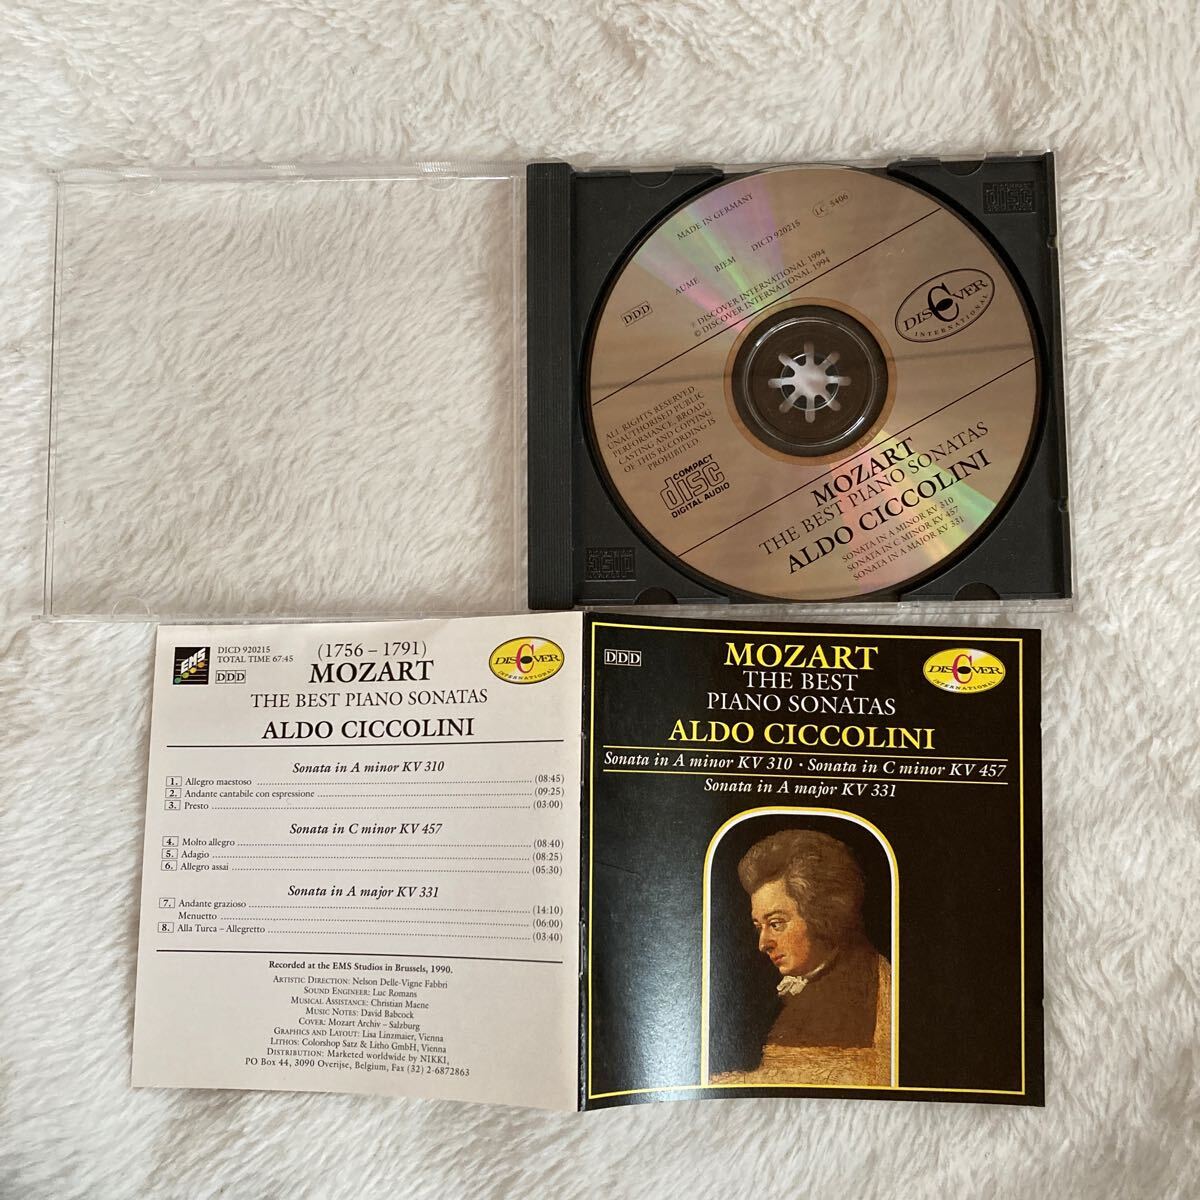 MADE IN GERMANY
LC 5406
DDD AUME BIEM DICD 920215
℗ DISCOVER INTERNATIONAL 1994
© DISCOVER INTERNATIONAL 1994
DISCOVER
INTERNATIONAL
ALL RIGHTS RESERVED.
UNAUTHORISED PUBLIC
PERFORMANCE, BROAD-
CASTING AND COPYING
OF THIS RECORDING IS
PROHIBITED.
COMPACT
disc
DIGITAL AUDIO
MOZART
THE BEST PIANO SONATAS
ALDO CICCOLINI
SONATA IN A MINOR KV 310
SONATA IN C MINOR KV 457
SONATA IN A MAJOR KV 331
disc
disc
EMS
DICD 920215
TOTAL TIME 67:45
DDD
(1756 – 1791)
MOZART
THE BEST PIANO SONATAS
ALDO CICCOLINI
DISCOVER
INTERNATIONAL
Sonata in A minor KV 310
1. Allegro maestoso (08:45)
2. Andante cantabile con espressione (09:25)
3. Presto (03:00)
Sonata in C minor KV 457
4. Molto allegro (08:40)
5. Adagio (08:25)
6. Allegro assai (05:30)
Sonata in A major KV 331
7. Andante grazioso (14:10)
Menuetto (06:00)
8. Alla Turca – Allegretto (03:40)
Recorded at the EMS Studios in Brussels, 1990.
ARTISTIC DIRECTION: Nelson Delle-Vigne Fabbri
SOUND ENGINEER: Luc Romans
MUSICAL ASSISTANCE: Christian Maene
MUSIC NOTES: David Babcock
COVER: Mozart Archiv – Salzburg
GRAPHICS AND LAYOUT: Lisa Linzmaier, Vienna
LITHOS: Colorshop Satz & Litho GmbH, Vienna
DISTRIBUTION: Marketed worldwide by NIKKI,
PO Box 44, 3090 Overijse, Belgium, Fax (32) 2-6872863
DDD
MOZART
THE BEST
PIANO SONATAS
ALDO CICCOLINI
DISCOVER
INTERNATIONAL
Sonata in A minor KV 310 · Sonata in C minor KV 457
Sonata in A major KV 331